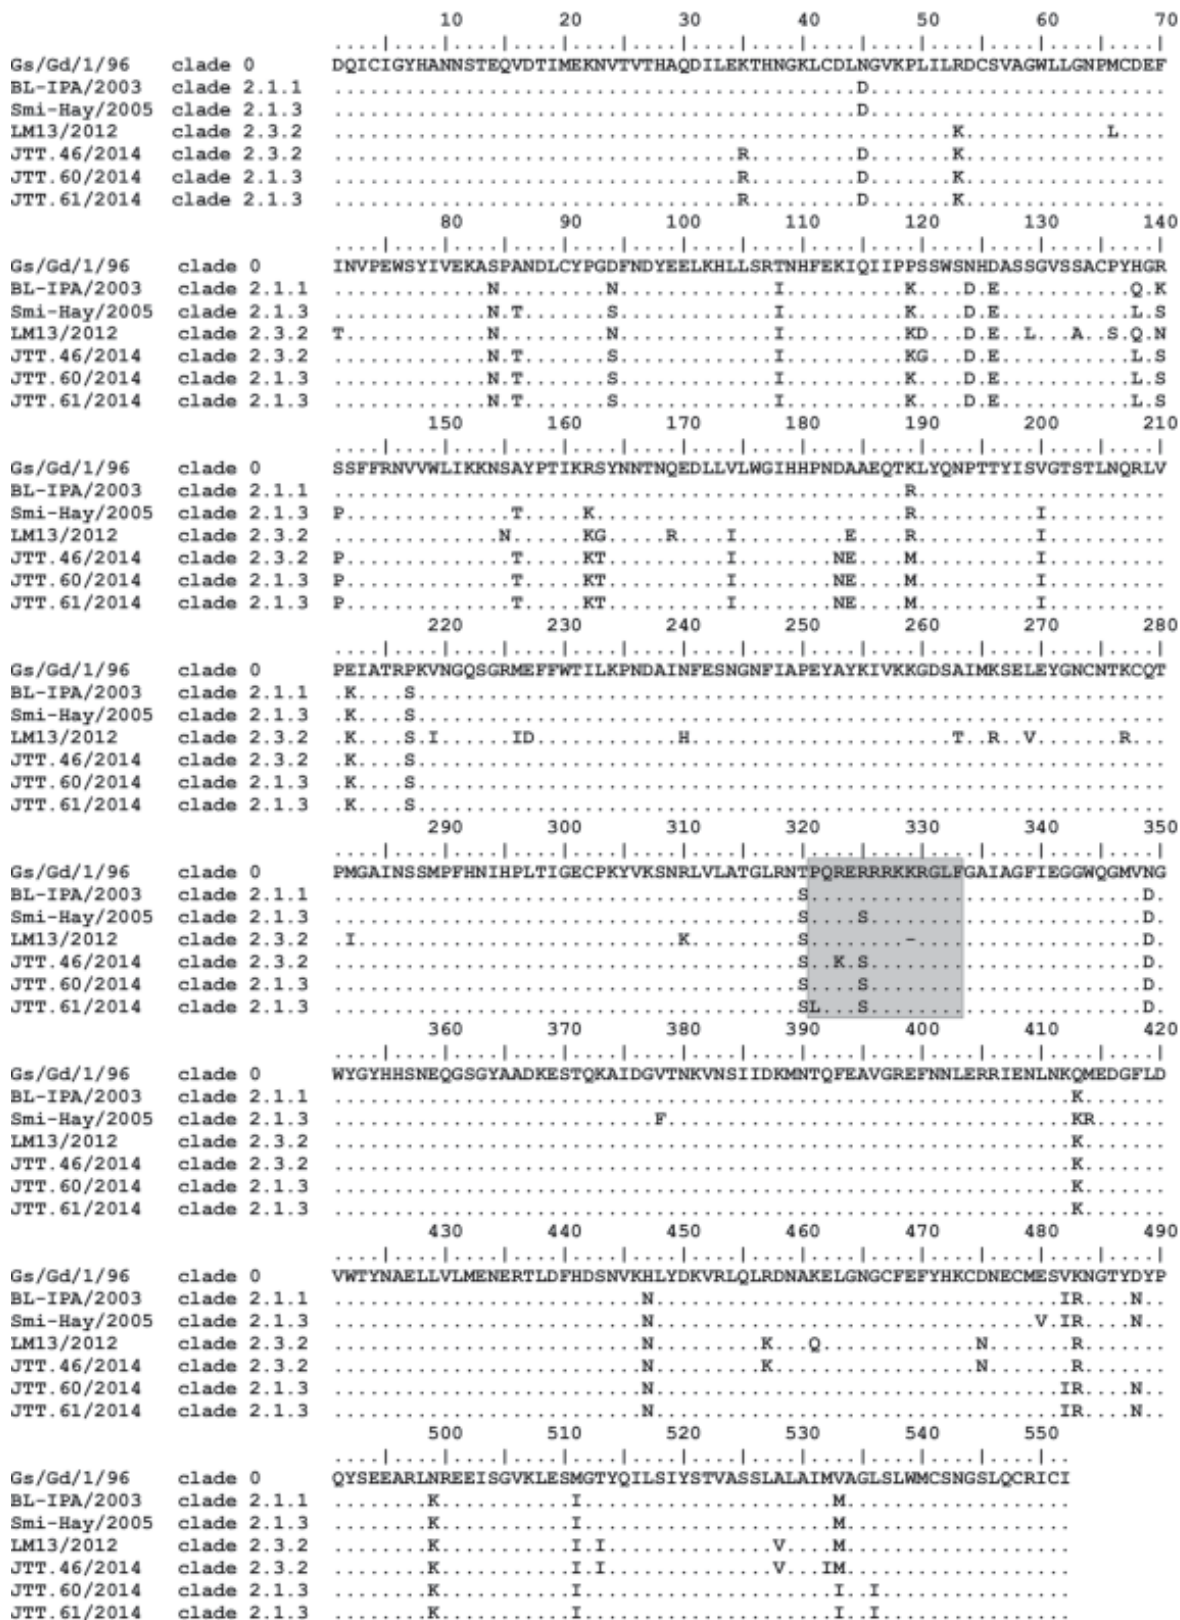 10 20 30 40 50 60 70
....|....|....|....|....|....|....|....|....|....|....|....|....|....|
Gs/Gd/1/96 clade 0 DQICIGYHANNSTEQVDTIMEKNVTVTHAQDILEKTHNGKLCDLNGVKPLILRDCSVAGWLLGNPMCDEF
BL-IPA/2003 clade 2.1.1 ............................................D.........................
Smi-Hay/2005 clade 2.1.3 ............................................D.........................
LM13/2012 clade 2.3.2 ....................................................K............L....
JTT.46/2014 clade 2.3.2 ..................................R.........D.......K.................
JTT.60/2014 clade 2.1.3 ..................................R.........D.......K.................
JTT.61/2014 clade 2.1.3 ..................................R.........D.......K.................
80 90 100 110 120 130 140
....|....|....|....|....|....|....|....|....|....|....|....|....|....|
Gs/Gd/1/96 clade 0 INVPEWSYIVEKASPANDLCYPGDFNDYEELKHLLSRTNHFEKIQIIPPSSWSNHDASSGVSSACPYHGR
BL-IPA/2003 clade 2.1.1 .............N.........N.............I..........K....D.E...........Q.K
Smi-Hay/2005 clade 2.1.3 .............N.T.......S.............I..........K....D.E...........L.S
LM13/2012 clade 2.3.2 T............N.........N.............I..........KD...D.E..L...A..S.Q.N
JTT.46/2014 clade 2.3.2 .............N.T.......S.............I..........KG...D.E...........L.S
JTT.60/2014 clade 2.1.3 .............N.T.......S.............I..........K....D.E...........L.S
JTT.61/2014 clade 2.1.3 .............N.T.......S.............I..........K....D.E...........L.S
150 160 170 180 190 200 210
....|....|....|....|....|....|....|....|....|....|....|....|....|....|
Gs/Gd/1/96 clade 0 SSFFRNVVWLIKKNSAYPTIKRSYNNTNQEDLLVLWGIHHPNDAAEQTKLYQNPTTYISVGTSTLNQRLV
BL-IPA/2003 clade 2.1.1 ................................................R.....................
Smi-Hay/2005 clade 2.1.3 P..............T.....K..........................R..........I..........
LM13/2012 clade 2.3.2 ..............N......KG.....R....I.........E....R..........I..........
JTT.46/2014 clade 2.3.2 P..............T.....KT..........I........NE....M..........I..........
JTT.60/2014 clade 2.1.3 P..............T.....KT..........I........NE....M..........I..........
JTT.61/2014 clade 2.1.3 P..............T.....KT..........I........NE....M..........I..........
220 230 240 250 260 270 280
....|....|....|....|....|....|....|....|....|....|....|....|....|....|
Gs/Gd/1/96 clade 0 PEIATRPKVNGQSGRMEFFWTILKPNDAINFESNGNFIAPEYAYKIVKKGDSAIMKSELEYGNCNTKCQT
BL-IPA/2003 clade 2.1.1 .K....S...............................................................
Smi-Hay/2005 clade 2.1.3 .K....S...............................................................
LM13/2012 clade 2.3.2 .K....S.I......ID............H......................T..R..V.......R...
JTT.46/2014 clade 2.3.2 .K....S...............................................................
JTT.60/2014 clade 2.1.3 .K....S...............................................................
JTT.61/2014 clade 2.1.3 .K....S...............................................................
290 300 310 320 330 340 350
....|....|....|....|....|....|....|....|....|....|....|....|....|....|
Gs/Gd/1/96 clade 0 PMGAINSSMPFHNIHPLTIGECPKYVKSNRLVLATGLRNTPQRERRRKKRGLFGAIAGFIEGGWQGMVNG
BL-IPA/2003 clade 2.1.1 .......................................S............................D.
Smi-Hay/2005 clade 2.1.3 .......................................S....S.......................D.
LM13/2012 clade 2.3.2 .I...........................K.........S........-...................D.
JTT.46/2014 clade 2.3.2 .......................................S..K.S.......................D.
JTT.60/2014 clade 2.1.3 .......................................S....S.......................D.
JTT.61/2014 clade 2.1.3 .......................................SL...S.......................D.
360 370 380 390 400 410 420
....|....|....|....|....|....|....|....|....|....|....|....|....|....|
Gs/Gd/1/96 clade 0 WYGYHHSNEQGSGYAADKESTQKAIDGVTNKVNSIIDKMNTQFEAVGREFNNLERRIENLNKQMEDGFLD
BL-IPA/2003 clade 2.1.1 ..............................................................K.......
Smi-Hay/2005 clade 2.1.3 ...........................F..................................KR......
LM13/2012 clade 2.3.2 ..............................................................K.......
JTT.46/2014 clade 2.3.2 ..............................................................K.......
JTT.60/2014 clade 2.1.3 ..............................................................K.......
JTT.61/2014 clade 2.1.3 ..............................................................K.......
430 440 450 460 470 480 490
....|....|....|....|....|....|....|....|....|....|....|....|....|....|
Gs/Gd/1/96 clade 0 VWTYNAELLVLMENERTLDFHDSNVKHLYDKVRLQLRDNAKELGNGCFEFYHKCDNECMESVKNGTYDYP
BL-IPA/2003 clade 2.1.1 ..........................N..................................IR....N..
Smi-Hay/2005 clade 2.1.3 ..........................N................................V.IR....N..
LM13/2012 clade 2.3.2 ..........................N.........K...Q.............N.......R.......
JTT.46/2014 clade 2.3.2 ..........................N.........K.................N.......R.......
JTT.60/2014 clade 2.1.3 ..........................N..................................IR....N..
JTT.61/2014 clade 2.1.3 ..........................N..................................IR....N..
500 510 520 530 540 550
....|....|....|....|....|....|....|....|....|....|....|....|..
Gs/Gd/1/96 clade 0 QYSEEARLNREEISGVKLESMGTYQILSIYSTVASSLALAIMVAGLSLWMCSNGSLQCRICI
BL-IPA/2003 clade 2.1.1 ........K...........I.....................M...................
Smi-Hay/2005 clade 2.1.3 ........K...........I.....................M...................
LM13/2012 clade 2.3.2 ........K...........I.I..............V....M...................
JTT.46/2014 clade 2.3.2 ........K...........I.I..............V...IM...................
JTT.60/2014 clade 2.1.3 ........K...........I.....................I..I................
JTT.61/2014 clade 2.1.3 ........K...........I.....................I..I................